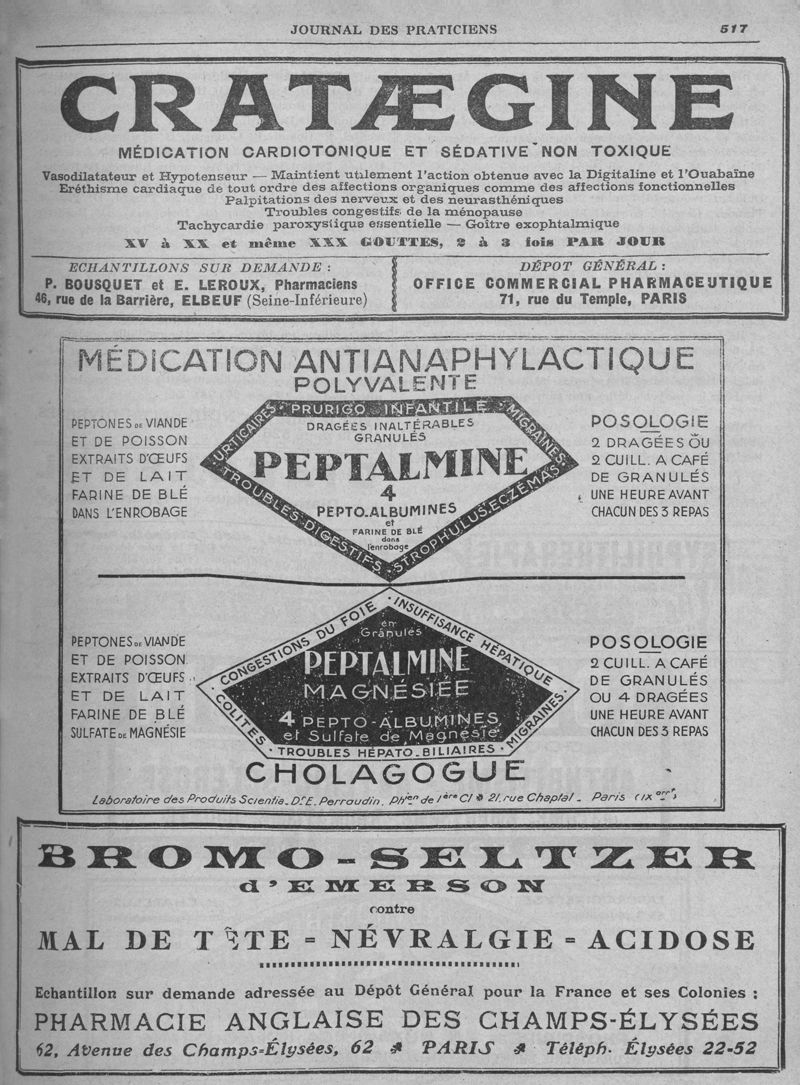 JOURNAL DES PRATICIENS 517
CRATÆGINE
MÉDICATION CARDIOTONIQUE ET SÉDATIVE NON TOXIQUE
Vasodilatateur et Hypotenseur — Maintient utilement l'action obtenue avec la Digitaline et l'Ouabaïne
Eréthisme cardiaque de tout ordre des affections organiques comme des affections fonctionnelles
Palpitations des nerveux et des neurasthéniques
Troubles congestifs de la ménopause
Tachycardie paroxystique essentielle — Goître exophtalmique
XV à XX et même XXX GOUTTES, 2 à 3 fois PAR JOUR
ECHANTILLONS SUR DEMANDE :
P. BOUSQUET et E. LEROUX, Pharmaciens
46, rue de la Barrière, ELBEUF (Seine-Inférieure)
DÉPOT GÉNÉRAL :
OFFICE COMMERCIAL PHARMACEUTIQUE
71, rue du Temple, PARIS
MÉDICATION ANTIANAPHYLACTIQUE
POLYVALENTE
PEPTONES DE VIANDE
ET DE POISSON
EXTRAITS D'ŒUFS
ET DE LAIT
FARINE DE BLÉ
DANS L'ENROBAGE
URTICAIRES · PRURIGO INFANTILE · MIGRAINES
DRAGÉES INALTÉRABLES
GRANULÉS
PEPTALMINE
4
PEPTO-ALBUMINES
et
FARINE DE BLÉ
dans
l'enrobage
TROUBLES DIGESTIFS · STROPHULUS · ECZÉMAS
POSOLOGIE
2 DRAGÉES OU
2 CUILL. A CAFÉ
DE GRANULÉS
UNE HEURE AVANT
CHACUN DES 3 REPAS
PEPTONES DE VIANDE
ET DE POISSON
EXTRAITS D'ŒUFS
ET DE LAIT
FARINE DE BLÉ
SULFATE DE MAGNÉSIE
CONGESTIONS DU FOIE · INSUFFISANCE HÉPATIQUE
en
Granulés
PEPTALMINE
MAGNÉSIÉE
4 PEPTO-ALBUMINES
et Sulfate de Magnésie
COLITES · TROUBLES HÉPATO-BILIAIRES · MIGRAINES
CHOLAGOGUE
POSOLOGIE
2 CUILL. A CAFÉ
DE GRANULÉS
OU 4 DRAGÉES
UNE HEURE AVANT
CHACUN DES 3 REPAS
Laboratoire des Produits Scientia_Dr E. Perraudin, Phien de 1ère Cl 21, rue Chaptal_ Paris (IX arrt)
BROMO-SELTZER
d'EMERSON
contre
MAL DE TÊTE = NÉVRALGIE = ACIDOSE
Echantillon sur demande adressée au Dépôt Général pour la France et ses Colonies :
PHARMACIE ANGLAISE DES CHAMPS-ÉLYSÉES
62, Avenue des Champs=Élysées, 62 PARIS Téléph. Élysées 22-52